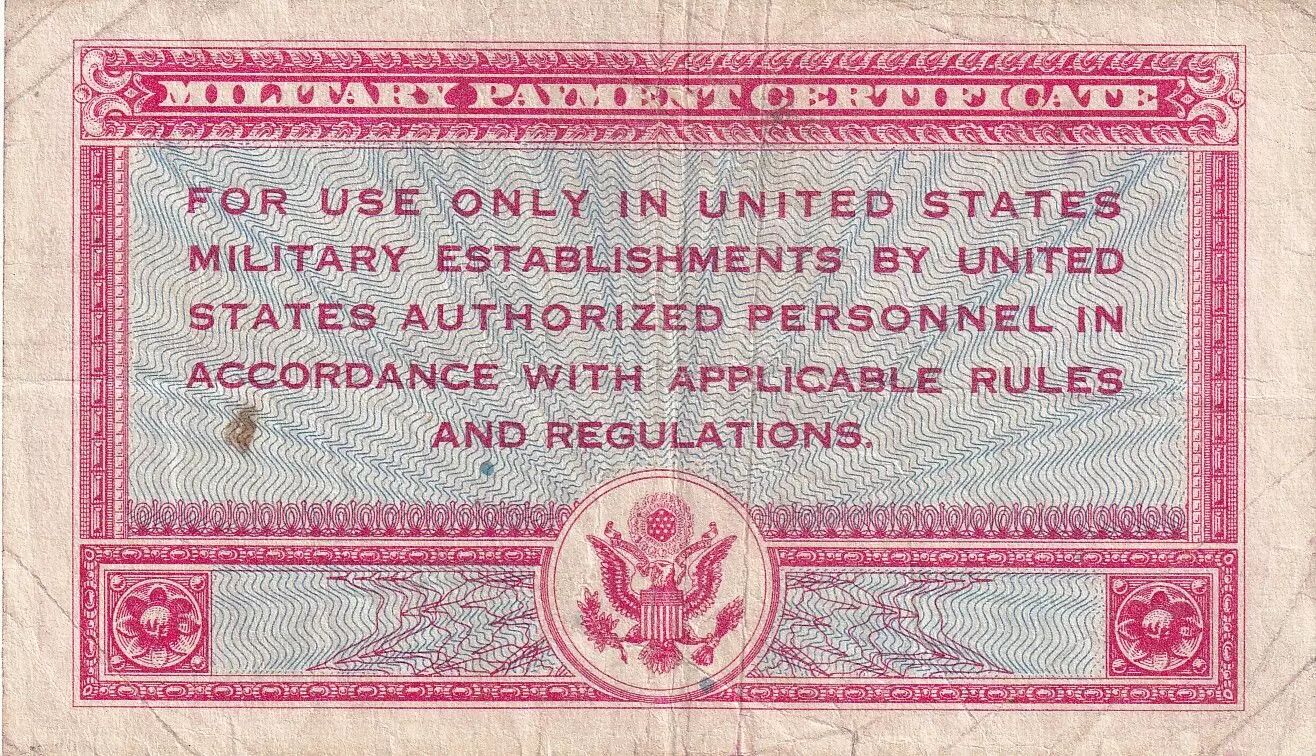 MILITARY PAYMENT CERTIFICATE
FOR USE ONLY IN UNITED STATES
MILITARY ESTABLISHMENTS BY UNITED
STATES AUTHORIZED PERSONNEL IN
ACCORDANCE WITH APPLICABLE RULES
AND REGULATIONS.